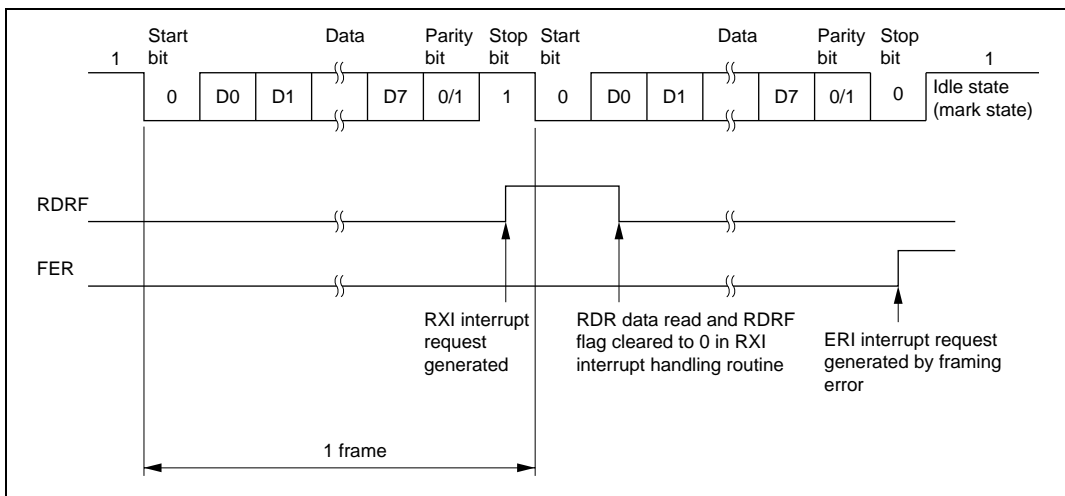 Start Data Parity Stop Start Data Parity Stop
1 bit bit bit bit bit bit 1
0 D0 D1 D7 0/1 1 0 D0 D1 D7 0/1 0 Idle state
(mark state)
RDRF
FER
RXI interrupt
request
generated
RDR data read and RDRF
flag cleared to 0 in RXI
interrupt handling routine
ERI interrupt request
generated by framing
error
1 frame